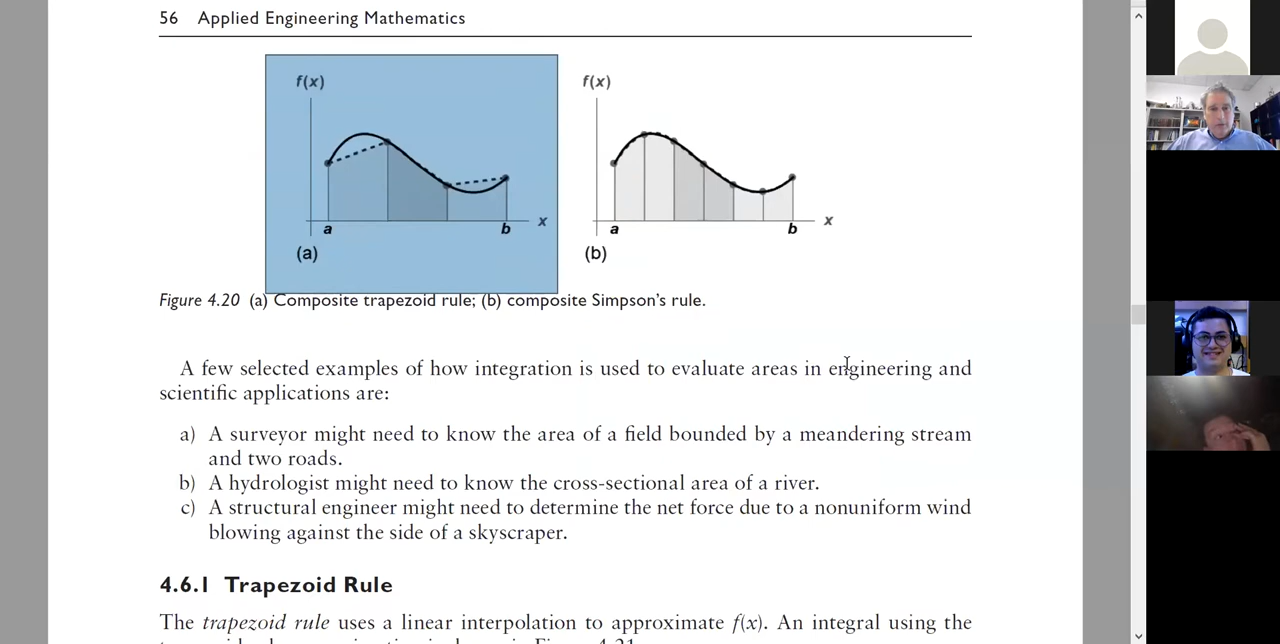 56 Applied Engineering Mathematics
f(x)
x
a
b
(a)
f(x)
x
a
b
(b)
Figure 4.20 (a) Composite trapezoid rule; (b) composite Simpson's rule.
A few selected examples of how integration is used to evaluate areas in engineering and
scientific applications are:
a) A surveyor might need to know the area of a field bounded by a meandering stream
and two roads.
b) A hydrologist might need to know the cross-sectional area of a river.
c) A structural engineer might need to determine the net force due to a nonuniform wind
blowing against the side of a skyscraper.
4.6.1 Trapezoid Rule
The trapezoid rule uses a linear interpolation to approximate f(x). An integral using the